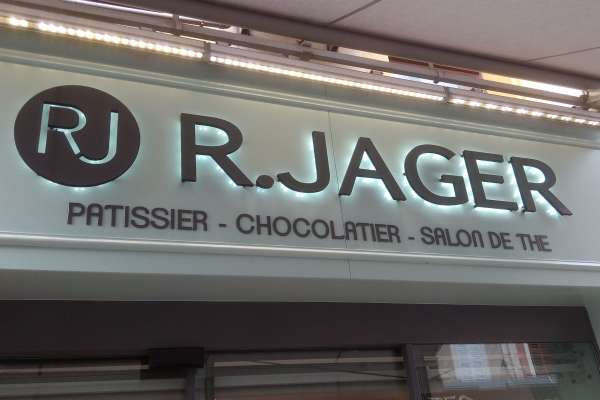 RJ R.JAGER
PATISSIER - CHOCOLATIER - SALON DE THE